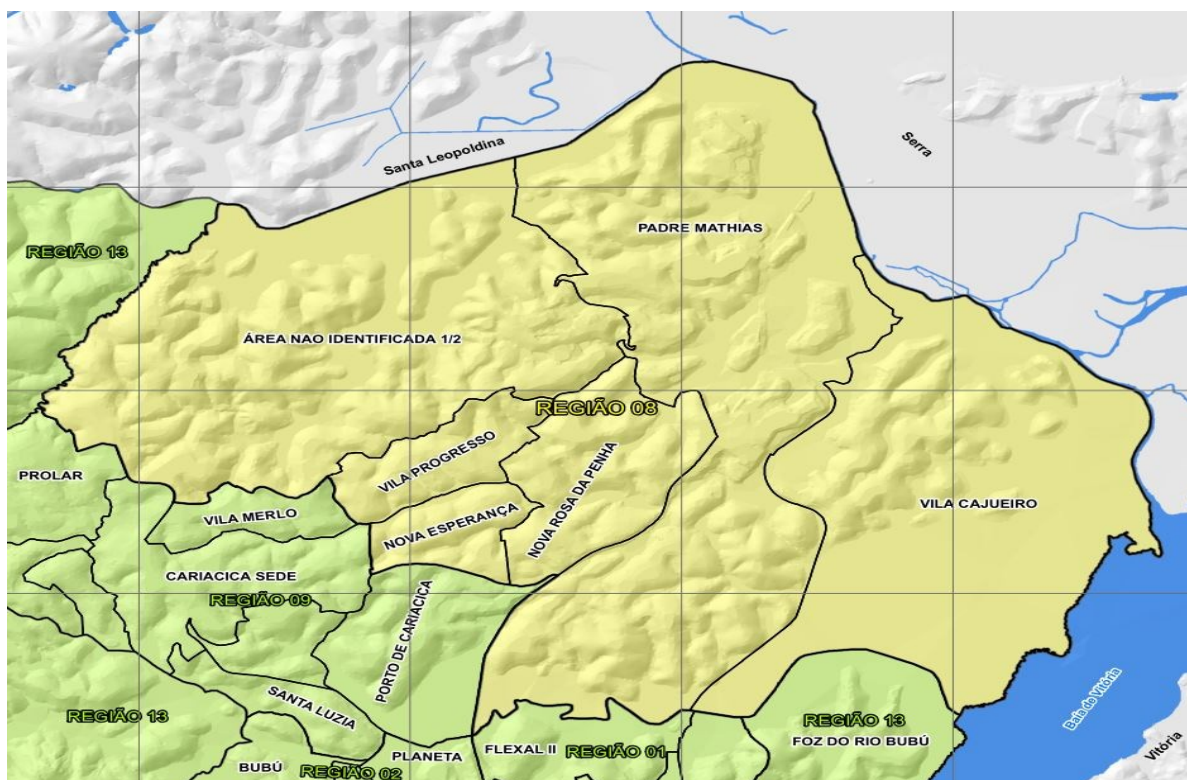 Serra
Santa Leopoldina
PADRE MATHIAS
REGIÃO 13
ÁREA NAO IDENTIFICADA 1/2
REGIÃO 08
VILA PROGRESSO
PROLAR
NOVA ROSA DA PENHA
VILA CAJUEIRO
VILA MERLO
NOVA ESPERANÇA
CARIACICA SEDE
REGIÃO 09
PORTO DE CARIACICA
SANTA LUZIA
Baia de Vitória
REGIÃO 13
REGIÃO 13
FOZ DO RIO BUBÚ
FLEXAL II
REGIÃO 01
PLANETA
BUBÚ
REGIÃO 02
Vitória